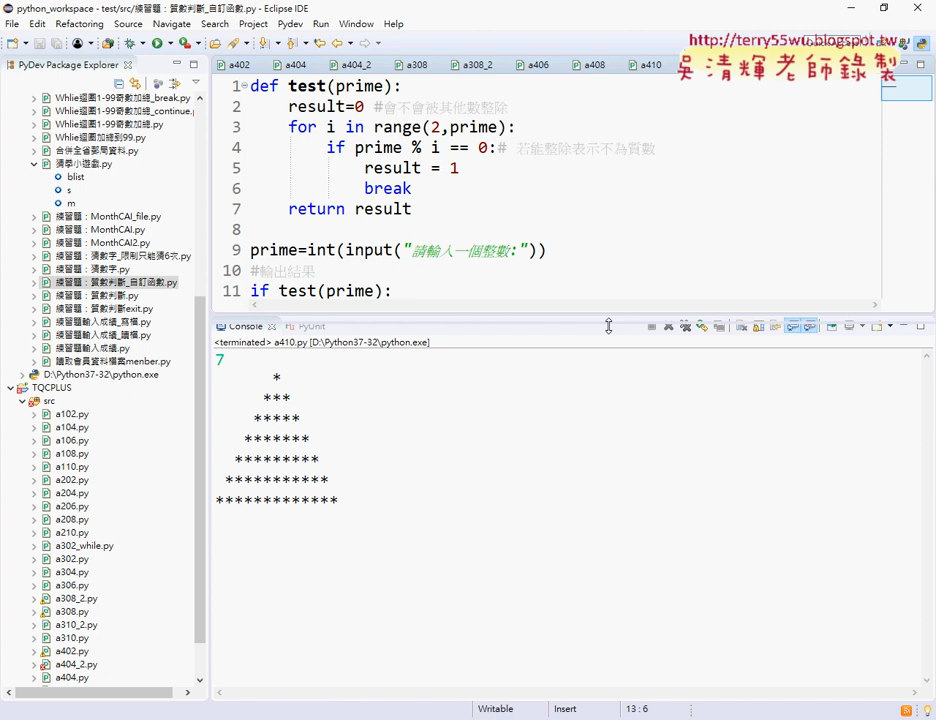 python_workspace - test/src/練習題：質數判斷_自訂函數.py - Eclipse IDE
File Edit Refactoring Source Navigate Search Project Pydev Run Window Help
http://terry55wu.blogspot.tw
吳清輝老師錄製
PyDev Package Explorer
a402 a404 a404_2 a308 a308_2 a406 a408 a410
Whlie迴圈1-99奇數加總_break.py
Whlie迴圈1-99奇數加總_continue.
Whlie迴圈1-99奇數加總.py
Whlie迴圈加總到99.py
合併全省郵局資料.py
猜學小遊戲.py
blist
s
m
練習題：MonthCAI_file.py
練習題：MonthCAI.py
練習題：MonthCAI2.py
練習題：猜數字_限制只能猜6次.py
練習題：猜數字.py
練習題：質數判斷_自訂函數.py
練習題：質數判斷.py
練習題：質數判斷exit.py
練習題輸入成績_寫檔.py
練習題輸入成績_讀檔.py
練習題輸入成績.py
讀取會員資料檔案menber.py
D:\Python37-32\python.exe
TQCPLUS
src
a102.py
a104.py
a106.py
a108.py
a110.py
a202.py
a204.py
a206.py
a208.py
a210.py
a302_while.py
a302.py
a304.py
a306.py
a308_2.py
a308.py
a310_2.py
a310.py
a402.py
a404_2.py
a404.py
1 def test(prime):
2 result=0 #會不會被其他數整除
3 for i in range(2,prime):
4 if prime % i == 0:# 若能整除表示不為質數
5 result = 1
6 break
7 return result
8
9 prime=int(input("請輸入一個整數:"))
10 #輸出結果
11 if test(prime):
Console PyUnit
<terminated> a410.py [D:\Python37-32\python.exe]
7
*
***
*****
*******
*********
***********
*************
Writable Insert 13 : 6